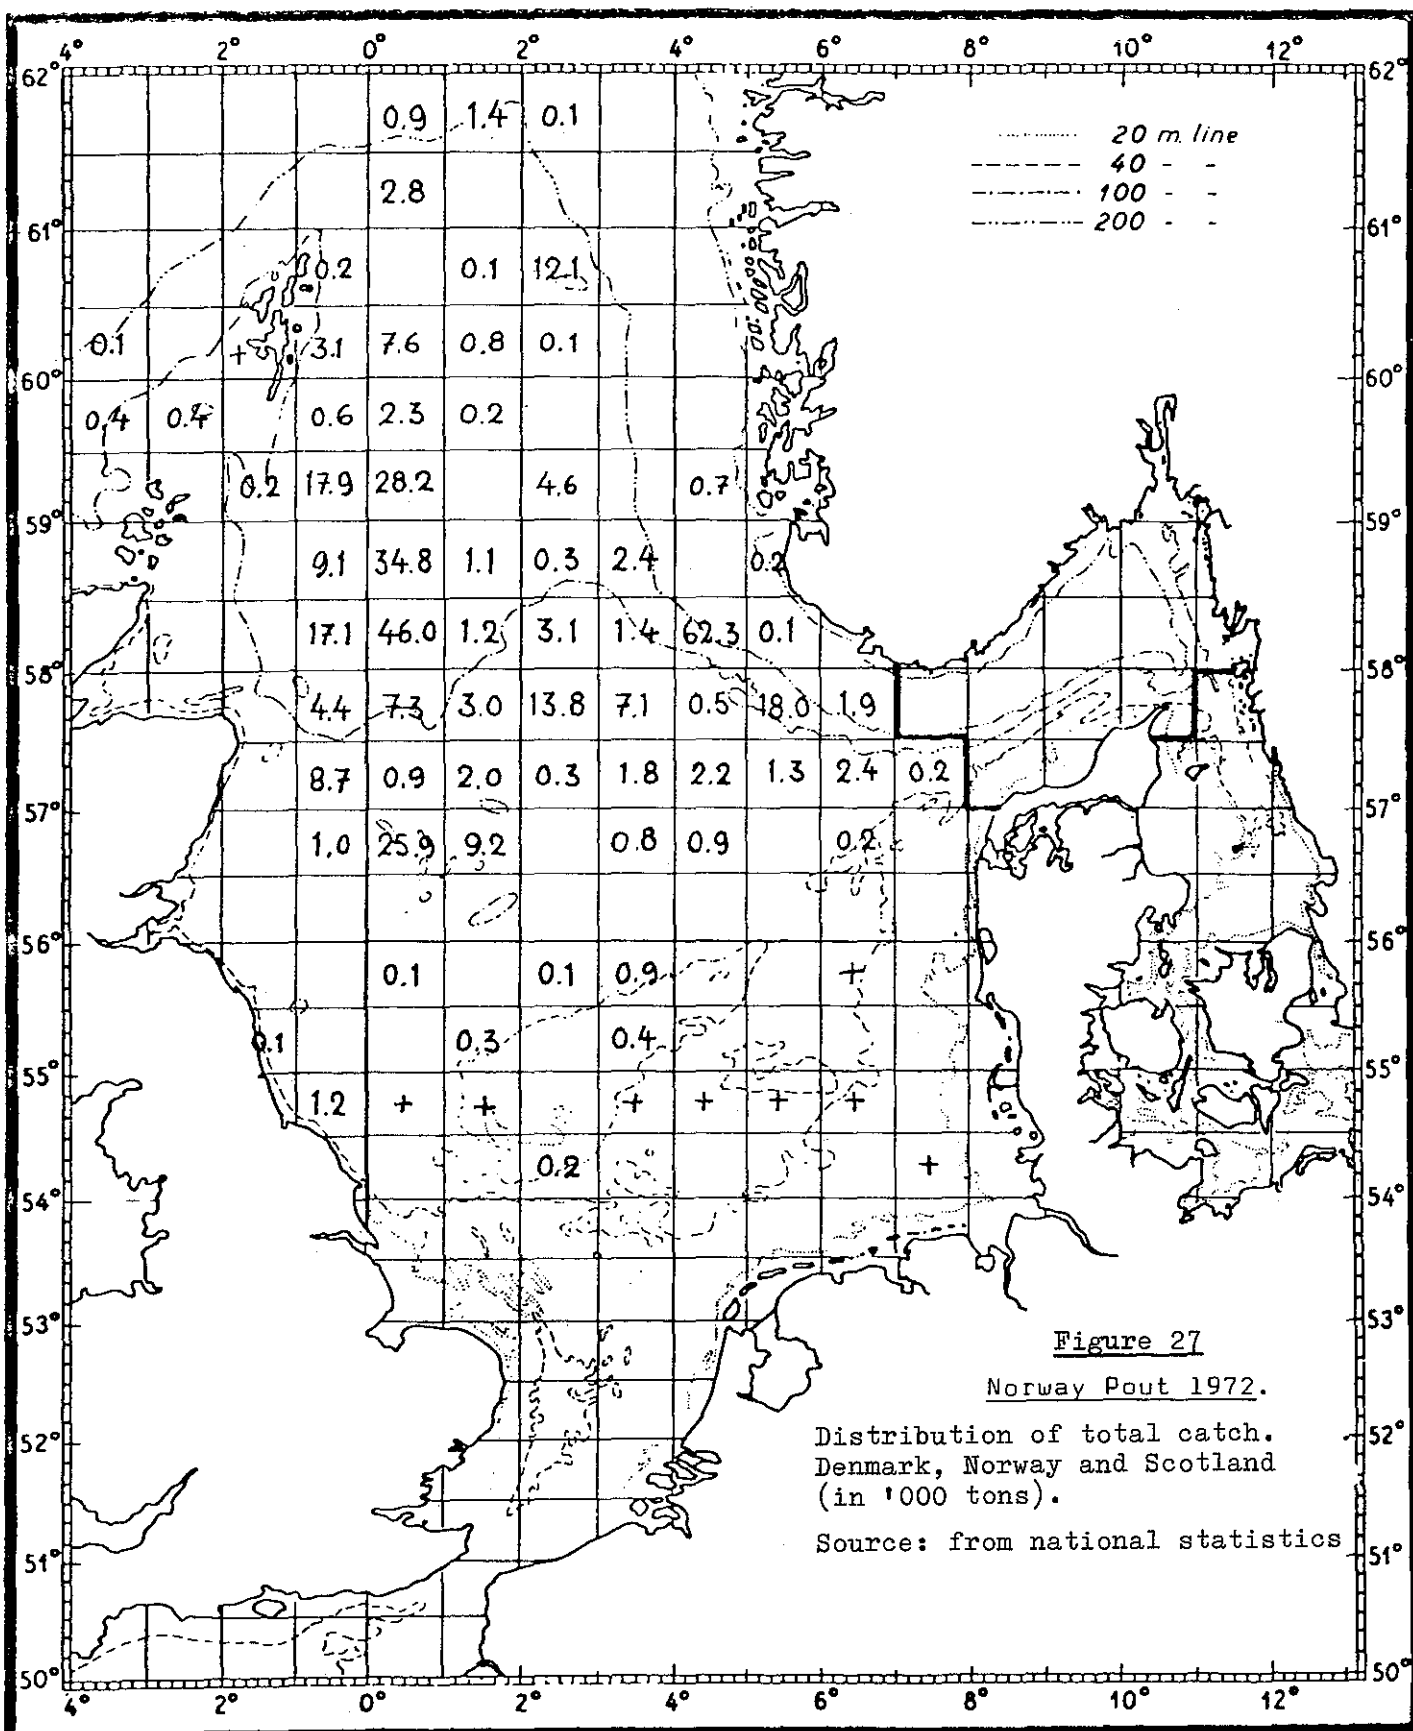 4° 2° 0° 2° 4° 6° 8° 10° 12°
62° 62°
0.9 1.4 0.1
20 m. line
40 - -
100 - -
200 - -
2.8
61° 61°
0.2 0.1 12.1
0.1 + 3.1 7.6 0.8 0.1
60° 60°
0.4 0.4 0.6 2.3 0.2
0.2 17.9 28.2 4.6 0.7
59° 59°
9.1 34.8 1.1 0.3 2.4 0.2
17.1 46.0 1.2 3.1 1.4 62.3 0.1
58° 58°
4.4 7.3 3.0 13.8 7.1 0.5 18.0 1.9
8.7 0.9 2.0 0.3 1.8 2.2 1.3 2.4 0.2
57° 57°
1.0 25.9 9.2 0.8 0.9 0.2
56° 56°
0.1 0.1 0.9 +
0.1 0.3 0.4
55° 55°
1.2 + + + + + +
0.2 +
54° 54°
53° 53°
Figure 27
Norway Pout 1972.
Distribution of total catch.
52° 52°
Denmark, Norway and Scotland
(in '000 tons).
Source: from national statistics
51° 51°
50° 50°
4° 2° 0° 2° 4° 6° 8° 10° 12°